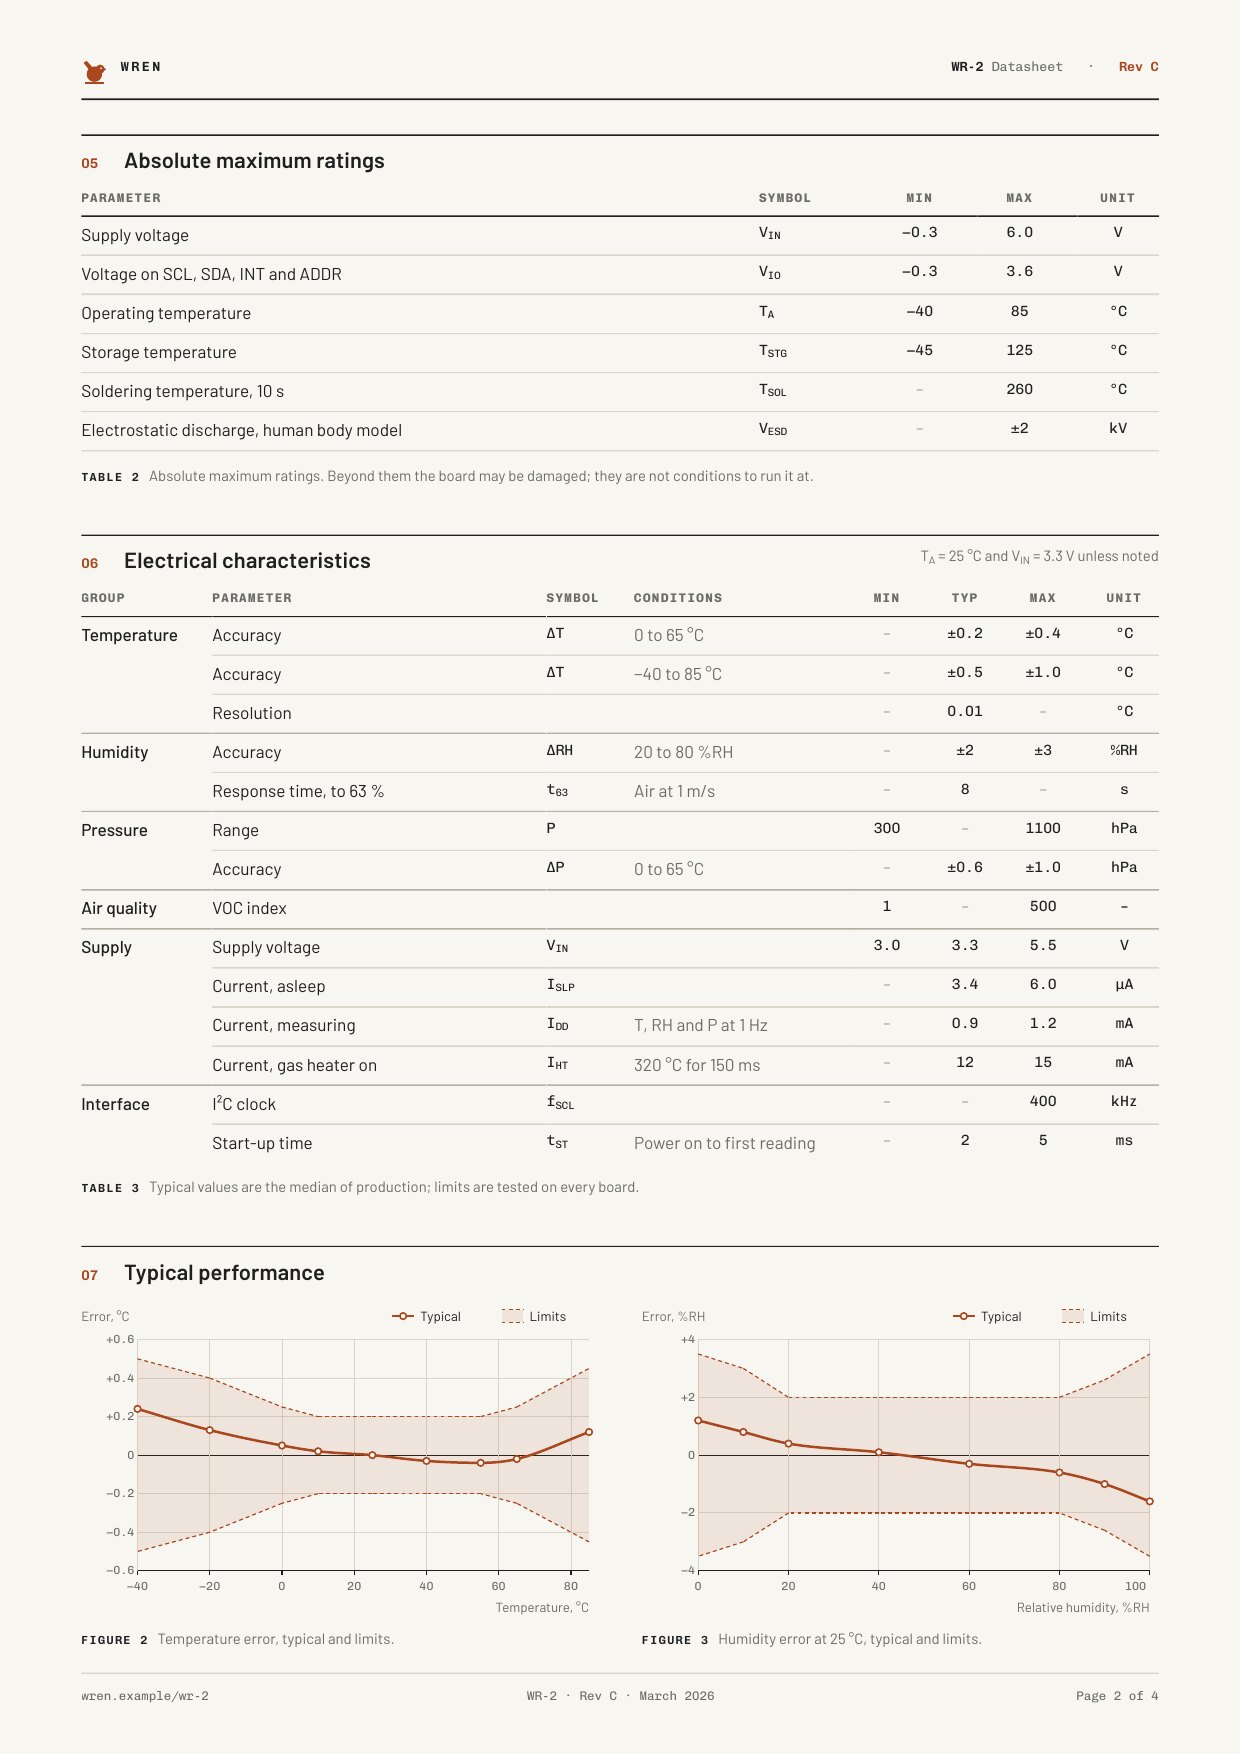 WREN
WR-2 Datasheet · Rev C
05 Absolute maximum ratings
PARAMETER SYMBOL MIN MAX UNIT
Supply voltage VIN −0.3 6.0 V
Voltage on SCL, SDA, INT and ADDR VIO −0.3 3.6 V
Operating temperature TA −40 85 °C
Storage temperature TSTG −45 125 °C
Soldering temperature, 10 s TSOL – 260 °C
Electrostatic discharge, human body model VESD – ±2 kV
TABLE 2 Absolute maximum ratings. Beyond them the board may be damaged; they are not conditions to run it at.
06 Electrical characteristics TA = 25 °C and VIN = 3.3 V unless noted
GROUP PARAMETER SYMBOL CONDITIONS MIN TYP MAX UNIT
Temperature Accuracy ΔT 0 to 65 °C – ±0.2 ±0.4 °C
Accuracy ΔT −40 to 85 °C – ±0.5 ±1.0 °C
Resolution – 0.01 – °C
Humidity Accuracy ΔRH 20 to 80 %RH – ±2 ±3 %RH
Response time, to 63 % t63 Air at 1 m/s – 8 – s
Pressure Range P 300 – 1100 hPa
Accuracy ΔP 0 to 65 °C – ±0.6 ±1.0 hPa
Air quality VOC index 1 – 500 –
Supply Supply voltage VIN 3.0 3.3 5.5 V
Current, asleep ISLP – 3.4 6.0 µA
Current, measuring IDD T, RH and P at 1 Hz – 0.9 1.2 mA
Current, gas heater on IHT 320 °C for 150 ms – 12 15 mA
Interface I²C clock fSCL – – 400 kHz
Start-up time tST Power on to first reading – 2 5 ms
TABLE 3 Typical values are the median of production; limits are tested on every board.
07 Typical performance
Error, °C Typical Limits
+0.6
+0.4
+0.2
0
−0.2
−0.4
−0.6
−40 −20 0 20 40 60 80
Temperature, °C
FIGURE 2 Temperature error, typical and limits.
Error, %RH Typical Limits
+4
+2
0
−2
−4
0 20 40 60 80 100
Relative humidity, %RH
FIGURE 3 Humidity error at 25 °C, typical and limits.
wren.example/wr-2 WR-2 · Rev C · March 2026 Page 2 of 4